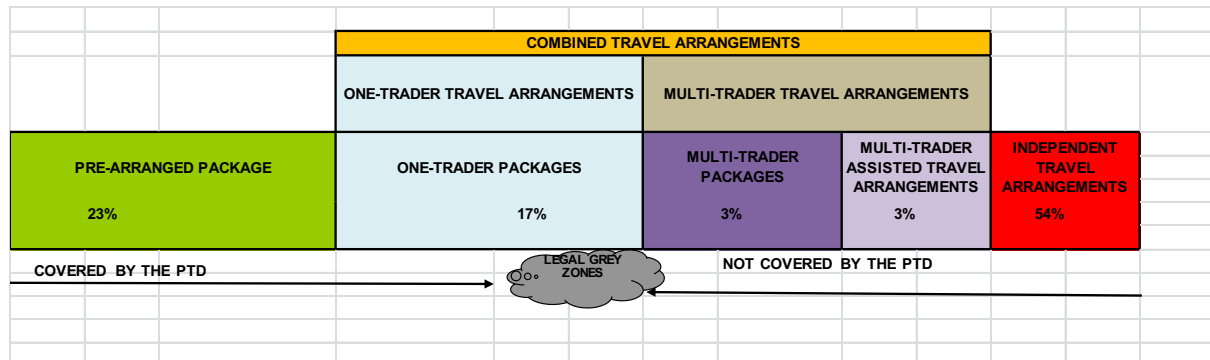 COMBINED TRAVEL ARRANGEMENTS
ONE-TRADER TRAVEL ARRANGEMENTS
MULTI-TRADER TRAVEL ARRANGEMENTS
PRE-ARRANGED PACKAGE
23%
ONE-TRADER PACKAGES
17%
MULTI-TRADER
PACKAGES
3%
MULTI-TRADER
ASSISTED TRAVEL
ARRANGEMENTS
3%
INDEPENDENT
TRAVEL
ARRANGEMENTS
54%
COVERED BY THE PTD
LEGAL GREY
ZONES
NOT COVERED BY THE PTD